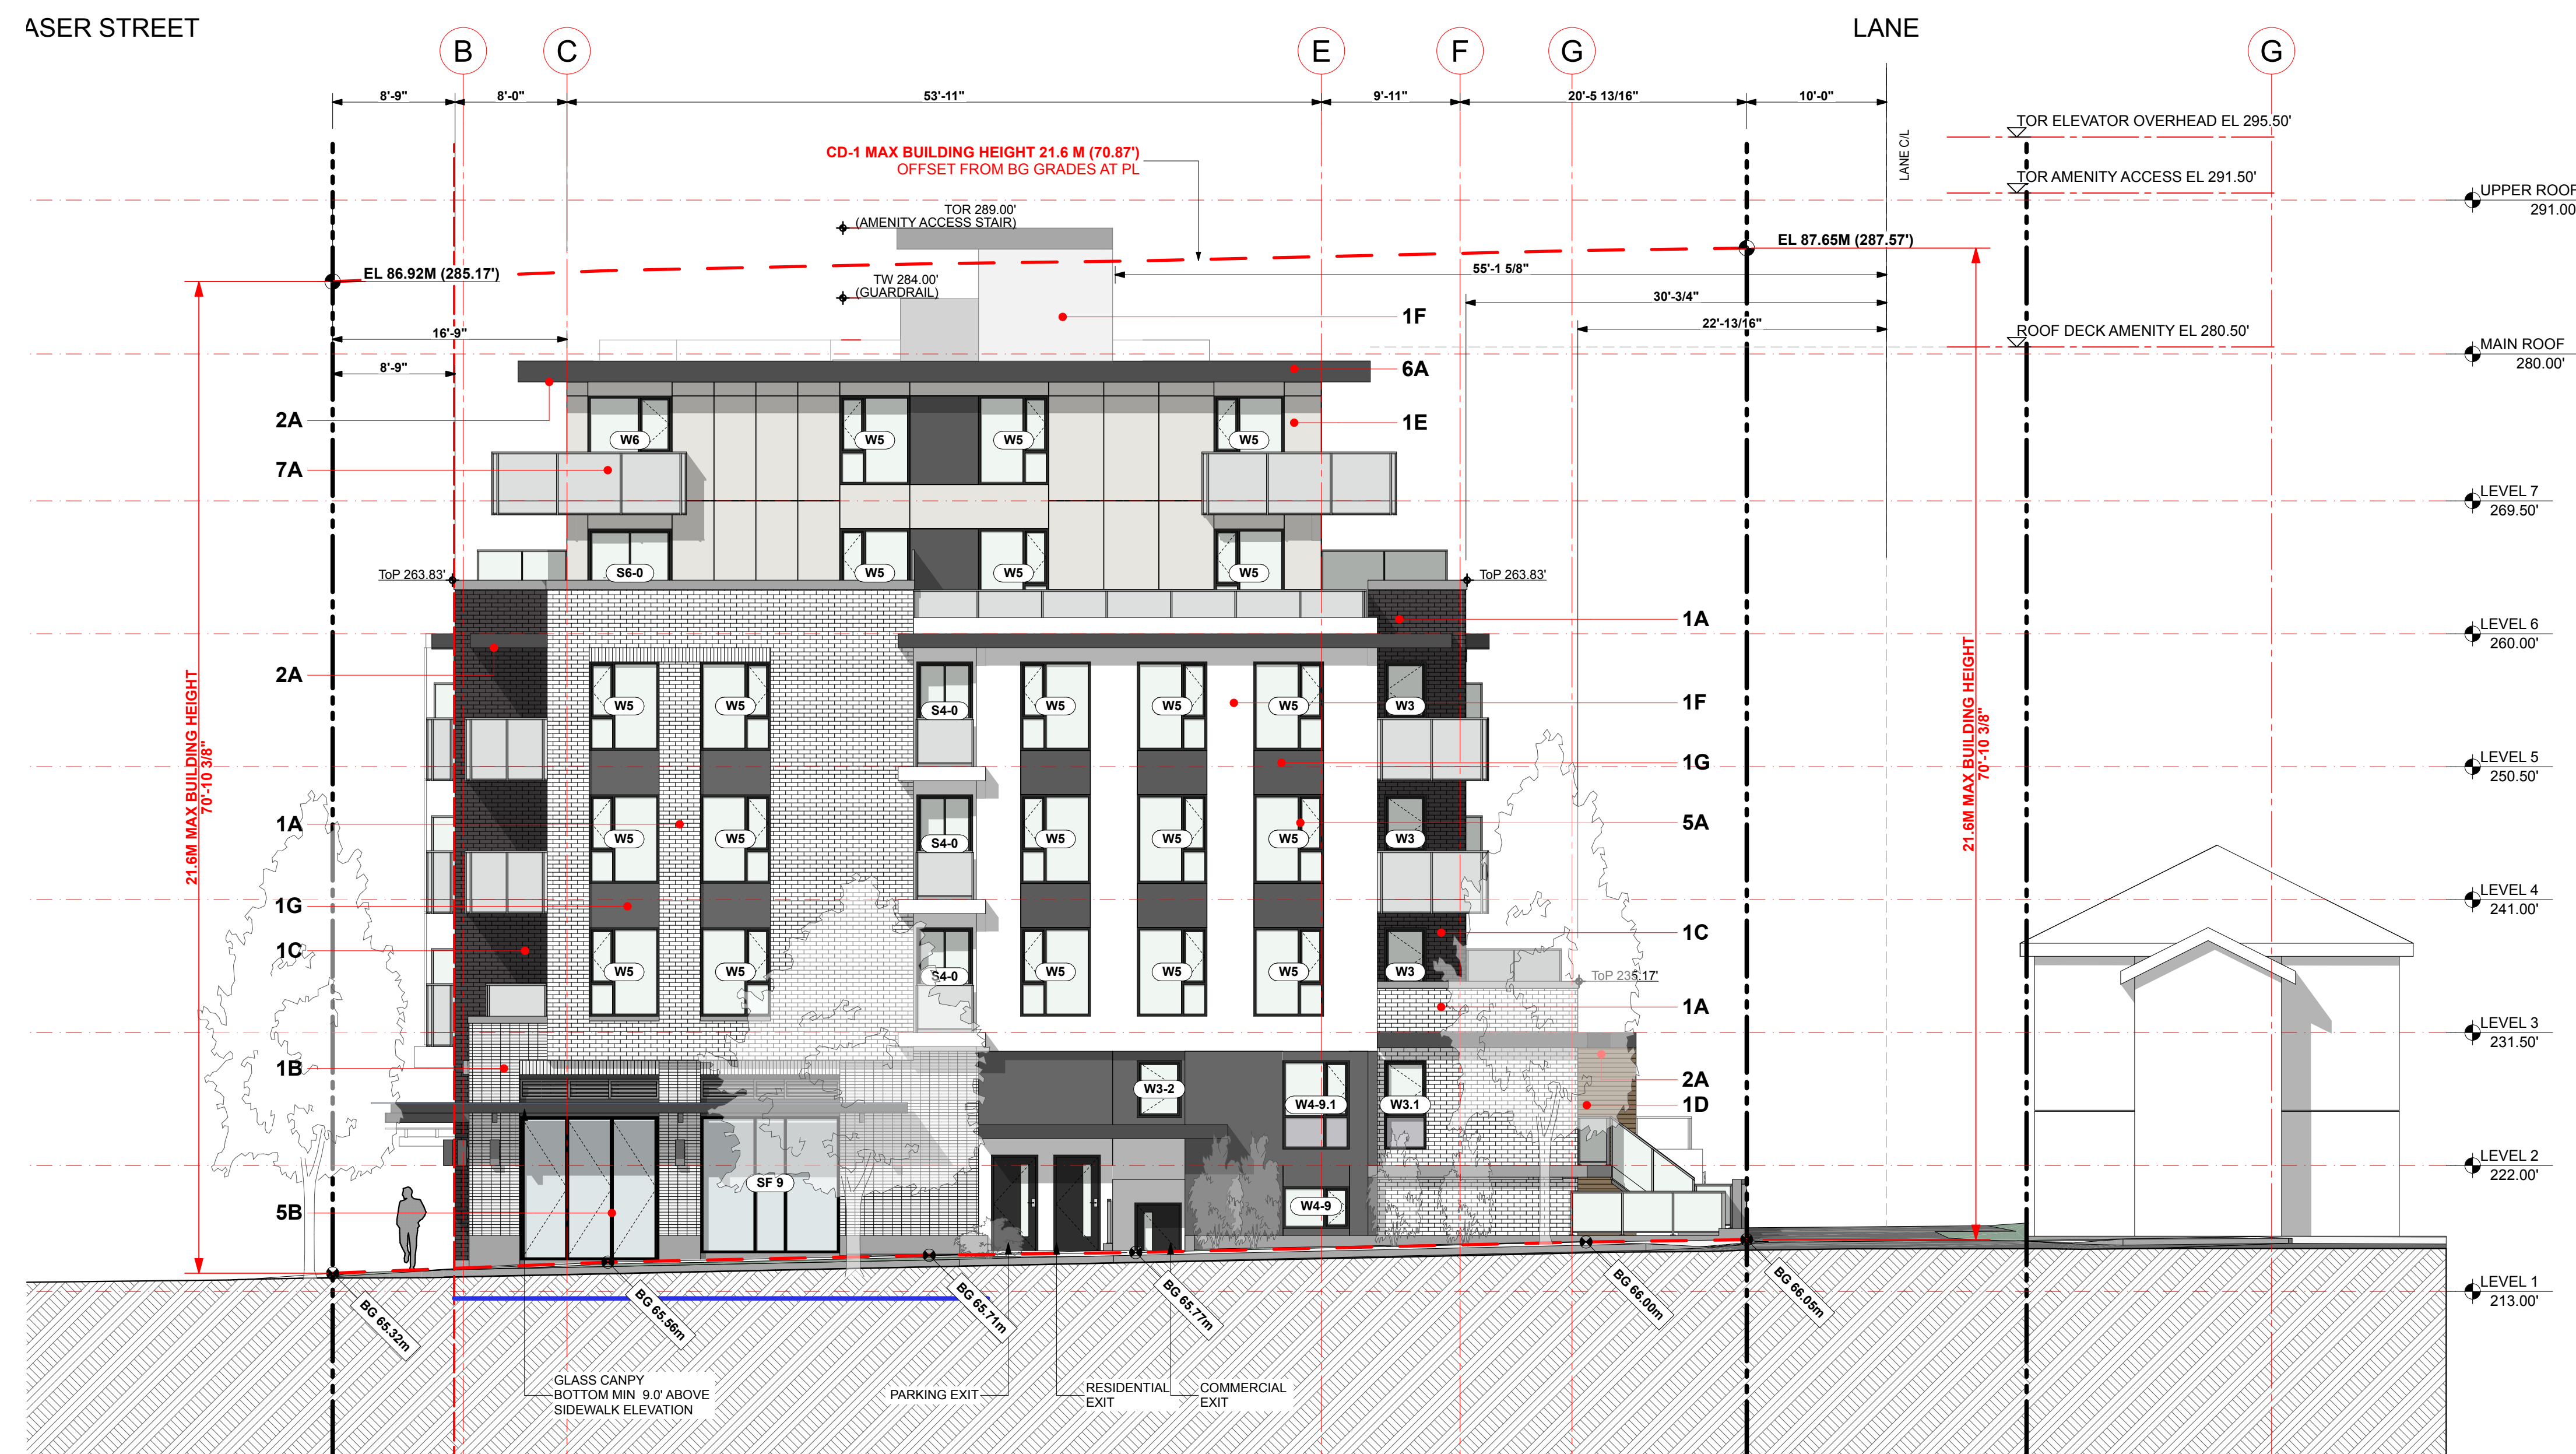 ASER STREET
LANE
B
C
E
F
G
G
8'-9"
8'-0"
53'-11"
9'-11"
20'-5 13/16"
10'-0"
LANE C/L
TOR ELEVATOR OVERHEAD EL 295.50'
CD-1 MAX BUILDING HEIGHT 21.6 M (70.87')
OFFSET FROM BG GRADES AT PL
TOR AMENITY ACCESS EL 291.50'
UPPER ROOF
291.00
TOR 289.00'
(AMENITY ACCESS STAIR)
EL 87.65M (287.57')
EL 86.92M (285.17')
55'-1 5/8"
TW 284.00'
(GUARDRAIL)
30'-3/4"
1F
22'-13/16"
16'-9"
ROOF DECK AMENITY EL 280.50'
MAIN ROOF
280.00'
8'-9"
6A
2A
1E
W6
W5
W5
W5
7A
LEVEL 7
269.50'
ToP 263.83'
S6-0
W5
W5
W5
ToP 263.83'
1A
LEVEL 6
260.00'
2A
21.6M MAX BUILDING HEIGHT
70'-10 3/8"
W5
W5
S4-0
W5
W5
W5
W3
1F
21.6M MAX BUILDING HEIGHT
70'-10 3/8"
1G
LEVEL 5
250.50'
1A
W5
W5
S4-0
W5
W5
W5
W3
5A
1G
LEVEL 4
241.00'
1C
1C
W5
W5
S4-0
W5
W5
W5
W3
ToP 235.17'
1A
LEVEL 3
231.50'
1B
W3-2
W4-9.1
W3.1
2A
1D
LEVEL 2
222.00'
SF 9
W4-9
5B
LEVEL 1
213.00'
BG 65.32m
BG 65.56m
BG 65.71m
BG 65.77m
BG 66.00m
BG 66.05m
GLASS CANPY
BOTTOM MIN 9.0' ABOVE
SIDEWALK ELEVATION
PARKING EXIT
RESIDENTIAL
EXIT
COMMERCIAL
EXIT